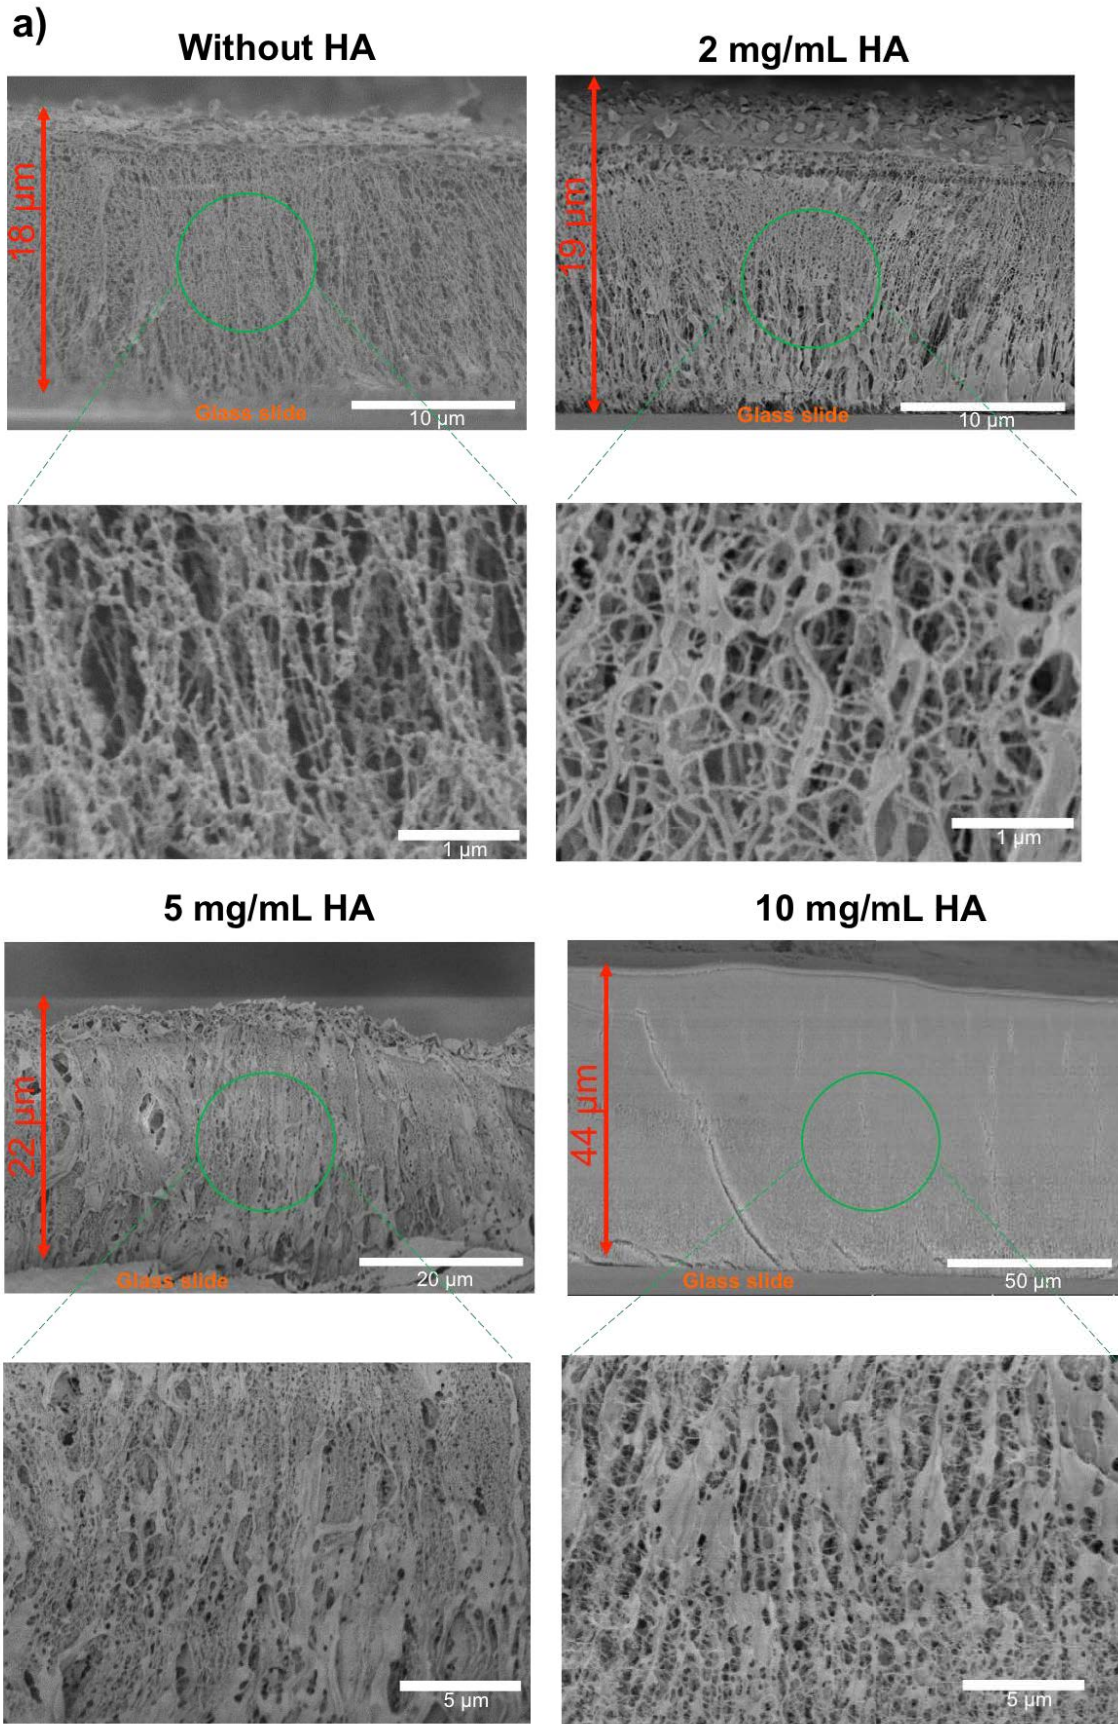 a)
Without HA
2 mg/mL HA
18 µm
19 µm
Glass slide
10 µm
Glass slide
10 µm
1 µm
1 µm
5 mg/mL HA
10 mg/mL HA
22 µm
44 µm
Glass slide
20 µm
Glass slide
50 µm
5 µm
5 µm